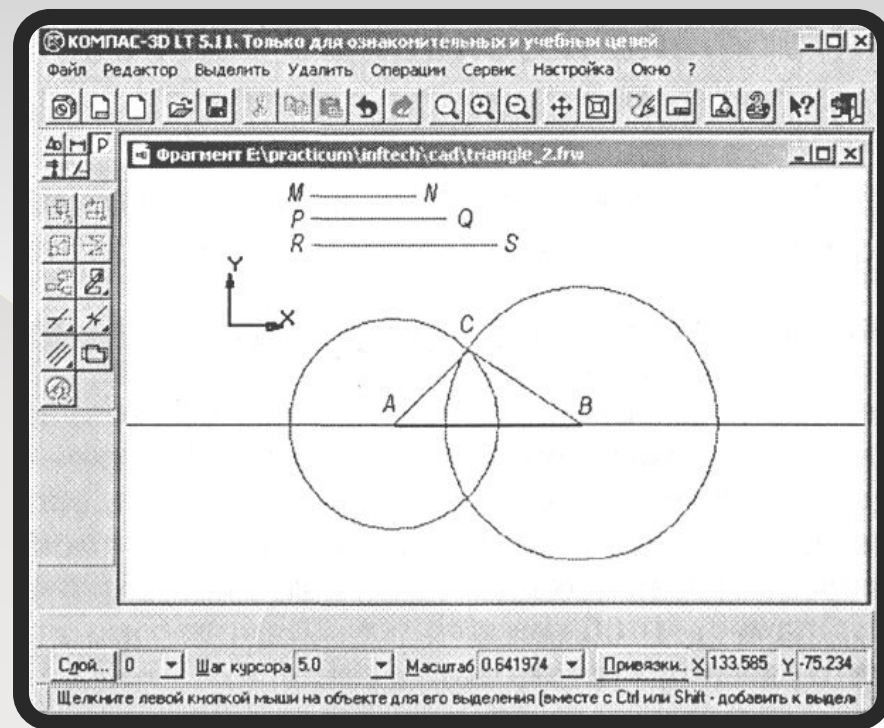 КОМПАС-3D LT 5.11. Только для ознакомительных и учебных целей
Файл Редактор Выделить Удалить Операции Сервис Настройка Окно ?
Фрагмент E:\practicum\inftech\cad\triangle_2.frw
M N
P Q
R S
Y
X
C
A B
Слой... 0 Шаг курсора 5.0 Масштаб 0.641974 Привязки.. X 133.585 Y -75.234
Щелкните левой кнопкой мыши на объекте для его выделения (вместе с Ctrl или Shift - добавить к выдел